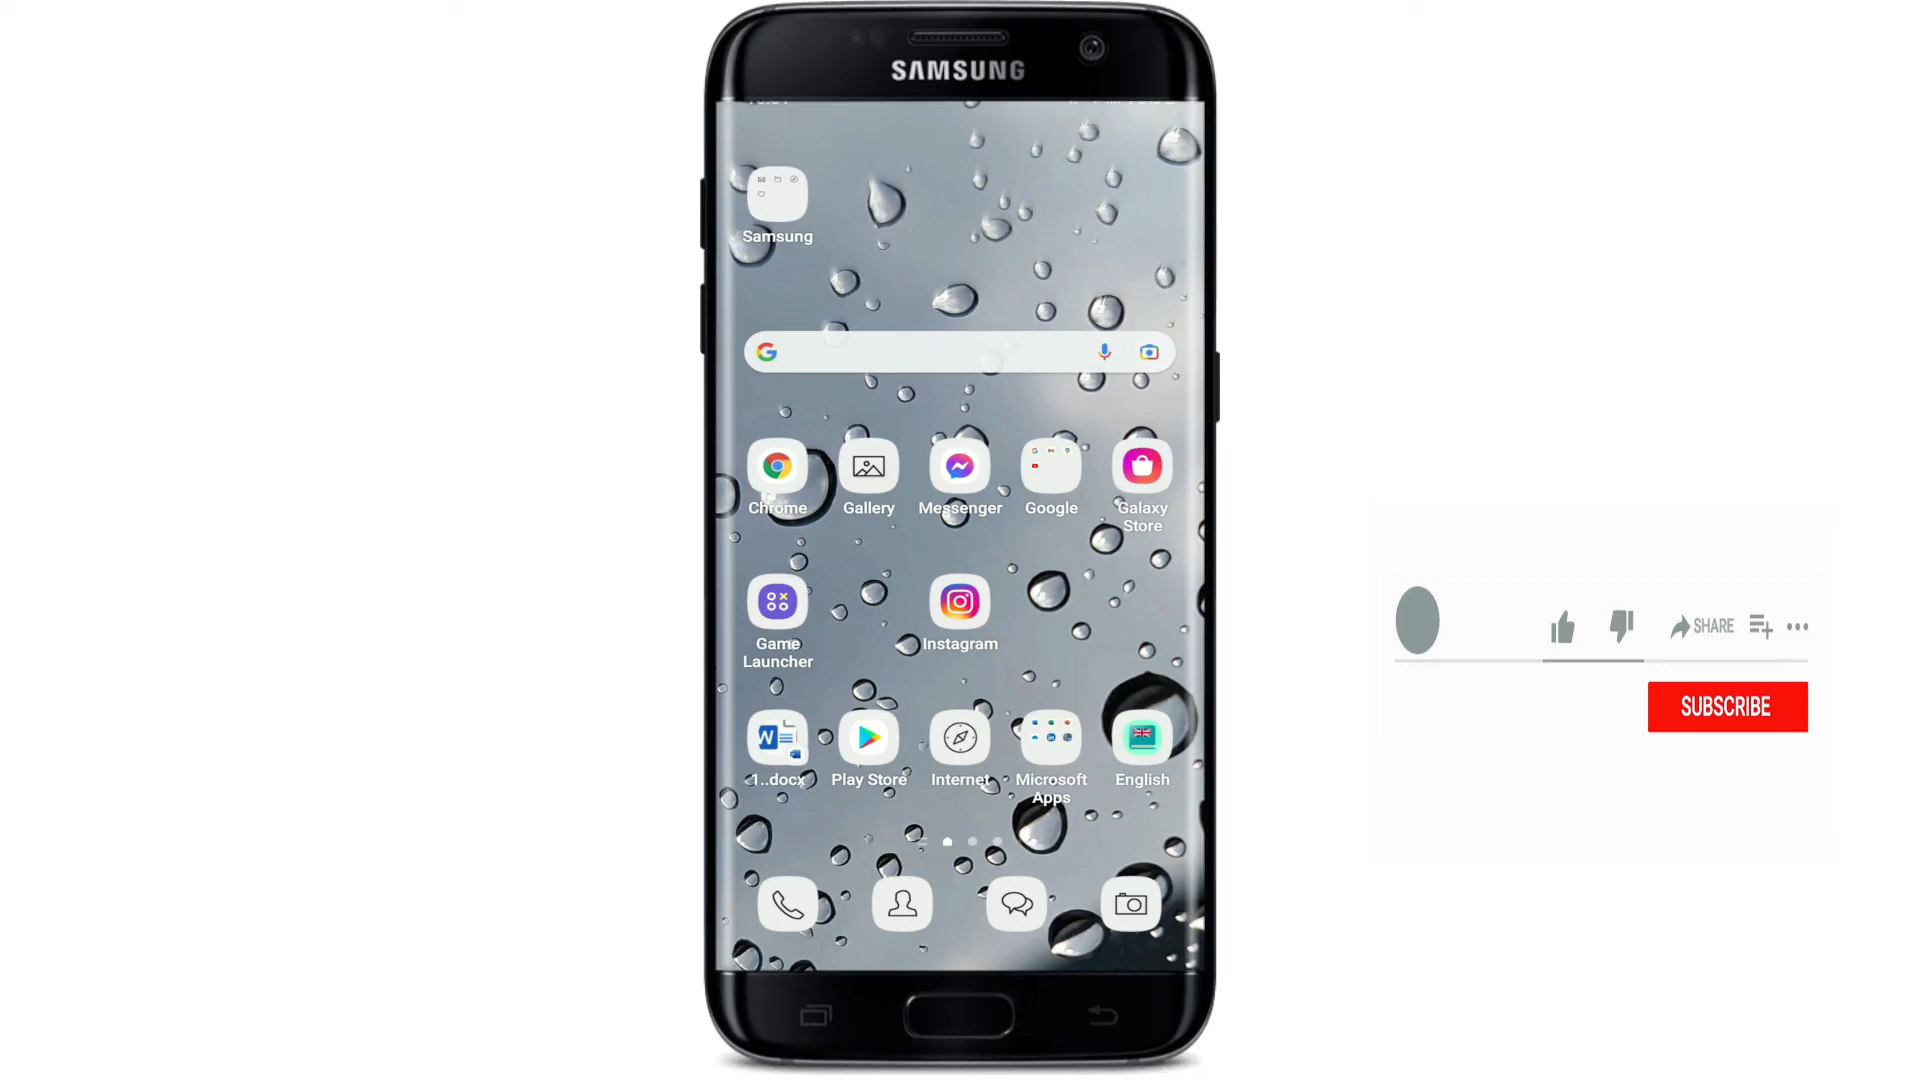 SAMSUNG
Samsung
Chrome
Gallery
Messenger
Google
Galaxy
Store
Game
Launcher
Instagram
W
1..docx
Play Store
Internet
Microsoft
Apps
English
SHARE
SUBSCRIBE